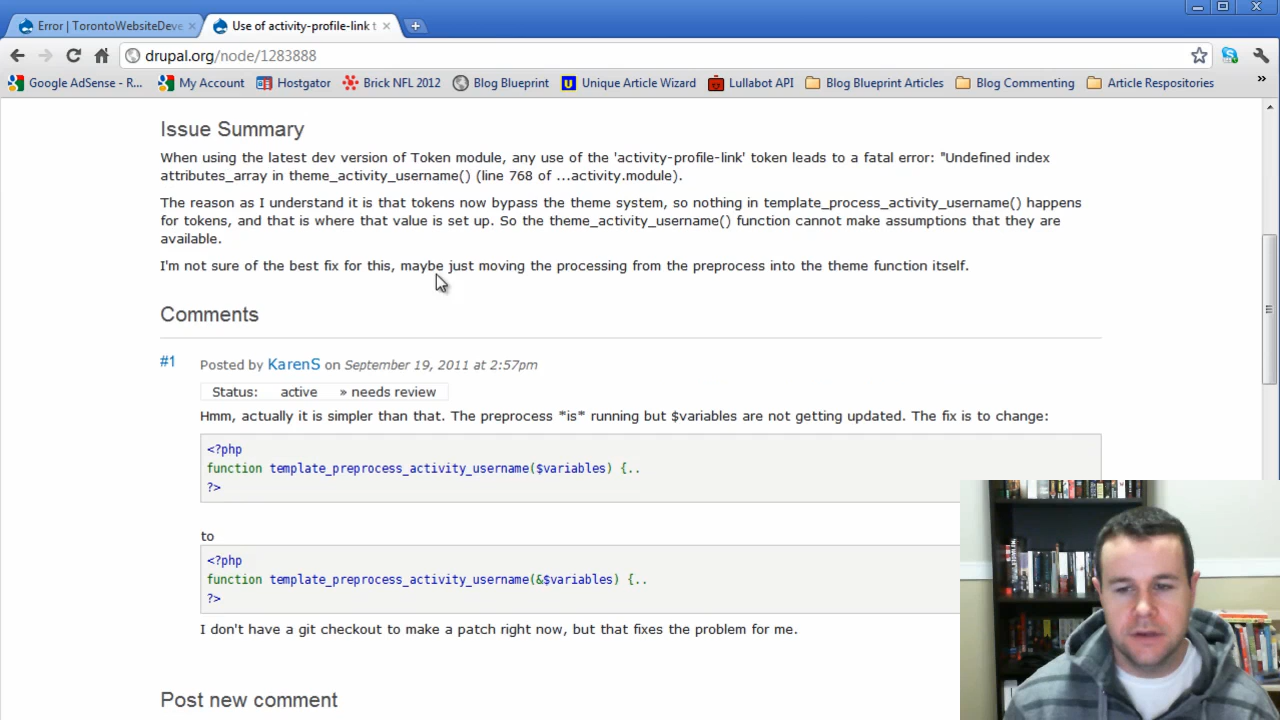 Error | TorontoWebsiteDeve
Use of activity-profile-link t
drupal.org/node/1283888
Google AdSense - R...
My Account
Hostgator
Brick NFL 2012
Blog Blueprint
Unique Article Wizard
Lullabot API
Blog Blueprint Articles
Blog Commenting
Article Respositories
»
Issue Summary
When using the latest dev version of Token module, any use of the 'activity-profile-link' token leads to a fatal error: "Undefined index
attributes_array in theme_activity_username() (line 768 of ...activity.module).
The reason as I understand it is that tokens now bypass the theme system, so nothing in template_process_activity_username() happens
for tokens, and that is where that value is set up. So the theme_activity_username() function cannot make assumptions that they are
available.
I'm not sure of the best fix for this, maybe just moving the processing from the preprocess into the theme function itself.
Comments
#1
Posted by KarenS on September 19, 2011 at 2:57pm
Status: active » needs review
Hmm, actually it is simpler than that. The preprocess *is* running but $variables are not getting updated. The fix is to change:
<?php
function template_preprocess_activity_username($variables) {..
?>
to
<?php
function template_preprocess_activity_username(&$variables) {..
?>
I don't have a git checkout to make a patch right now, but that fixes the problem for me.
Post new comment